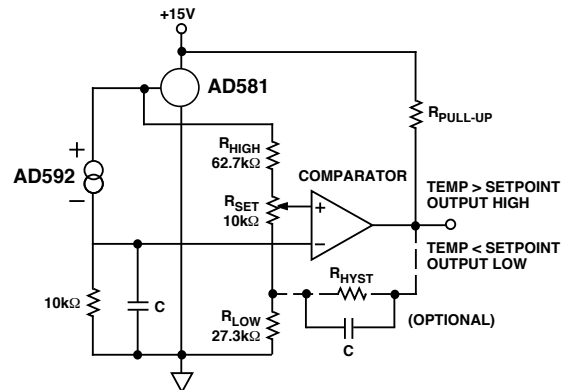 +15V
AD581
R_PULL-UP
R_HIGH
62.7kΩ
COMPARATOR
+
AD592
–
R_SET
10kΩ
+
–
TEMP > SETPOINT
OUTPUT HIGH
TEMP < SETPOINT
OUTPUT LOW
R_HYST
10kΩ
C
R_LOW
27.3kΩ
C
(OPTIONAL)